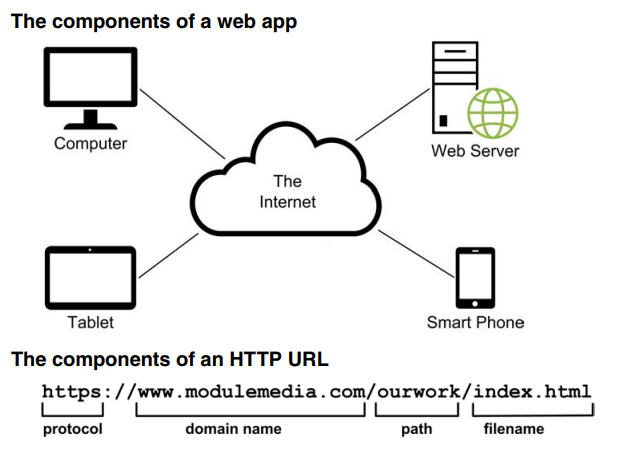 The components of a web app
Computer
Web Server
The
Internet
Tablet
Smart Phone
The components of an HTTP URL
https://www.modulemedia.com/ourwork/index.html
protocol domain name path filename